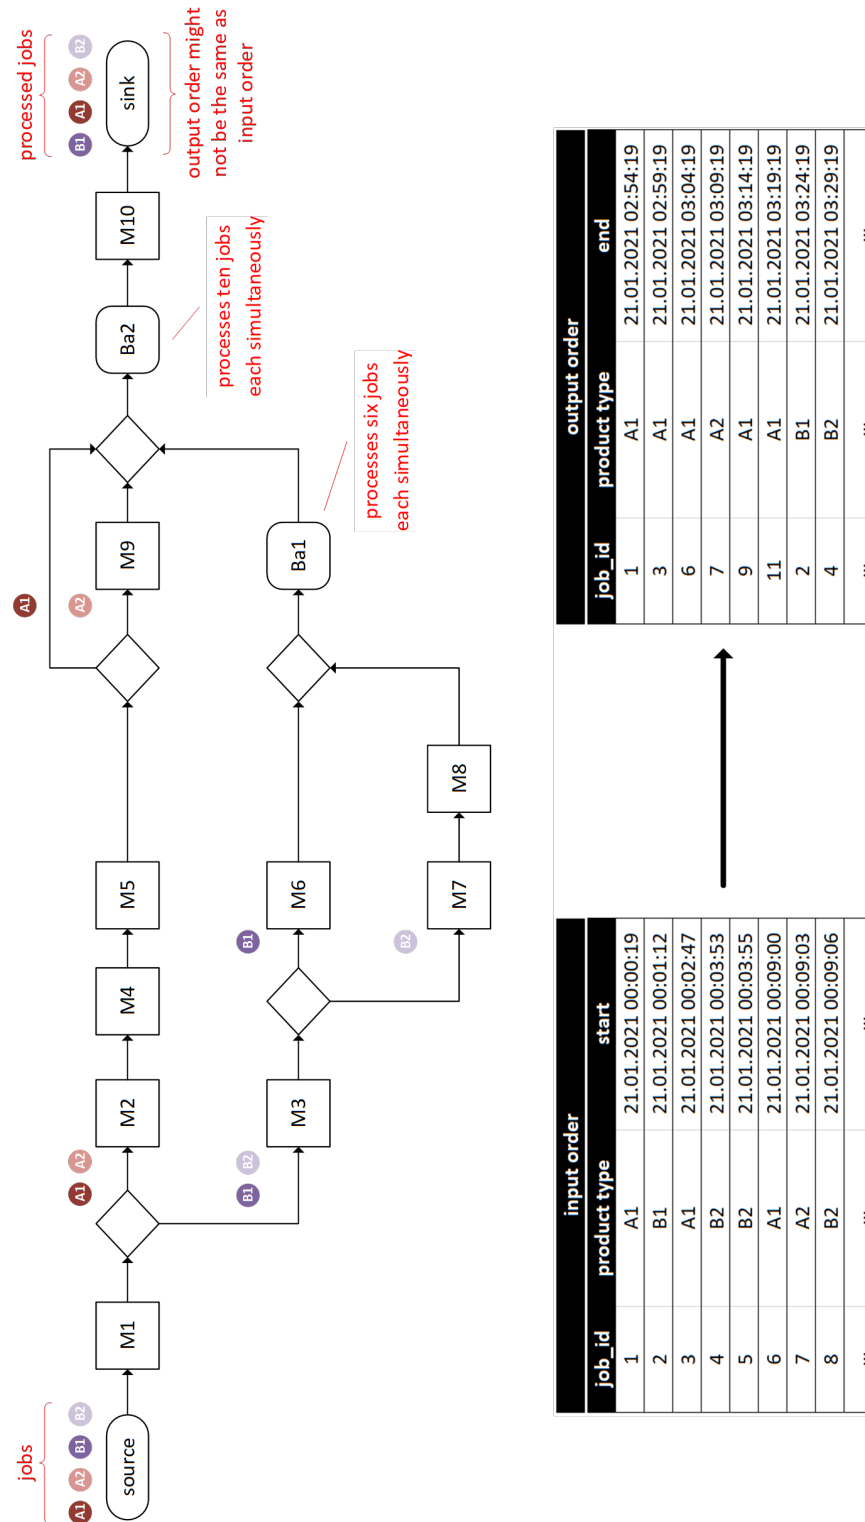 jobs
A1 A2 B1 B2
source
M1
A1 A2
M2
M4
M5
A1
A2
M9
Ba2
M10
processed jobs
B1 A1 A2 B2
sink
output order might
not be the same as
input order
processes ten jobs
each simultaneously
B1 B2
M3
B1
M6
Ba1
processes six jobs
each simultaneously
B2
M7
M8
input order
job_id product type start
1 A1 21.01.2021 00:00:19
2 B1 21.01.2021 00:01:12
3 A1 21.01.2021 00:02:47
4 B2 21.01.2021 00:03:53
5 B2 21.01.2021 00:03:55
6 A1 21.01.2021 00:09:00
7 A2 21.01.2021 00:09:03
8 B2 21.01.2021 00:09:06
... ... ...
output order
job_id product type end
1 A1 21.01.2021 02:54:19
3 A1 21.01.2021 02:59:19
6 A1 21.01.2021 03:04:19
7 A2 21.01.2021 03:09:19
9 A1 21.01.2021 03:14:19
11 A1 21.01.2021 03:19:19
2 B1 21.01.2021 03:24:19
4 B2 21.01.2021 03:29:19
... ... ...